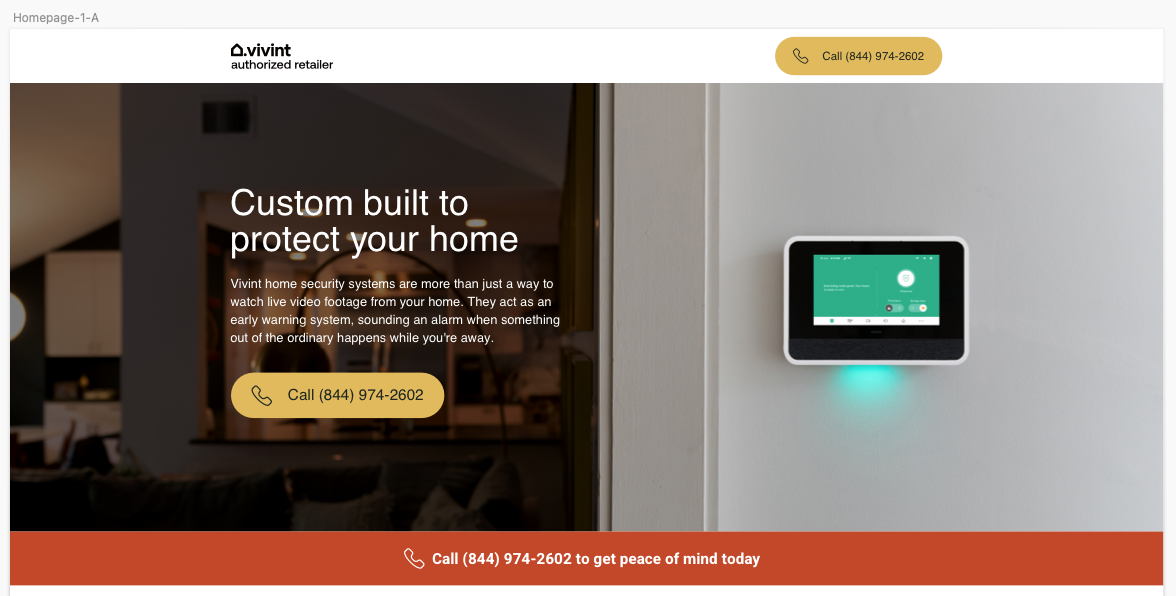 Homepage-1-A
vivint
authorized retailer
Call (844) 974-2602
Custom built to
protect your home
Vivint home security systems are more than just a way to
watch live video footage from your home. They act as an
early warning system, sounding an alarm when something
out of the ordinary happens while you're away.
Call (844) 974-2602
Call (844) 974-2602 to get peace of mind today